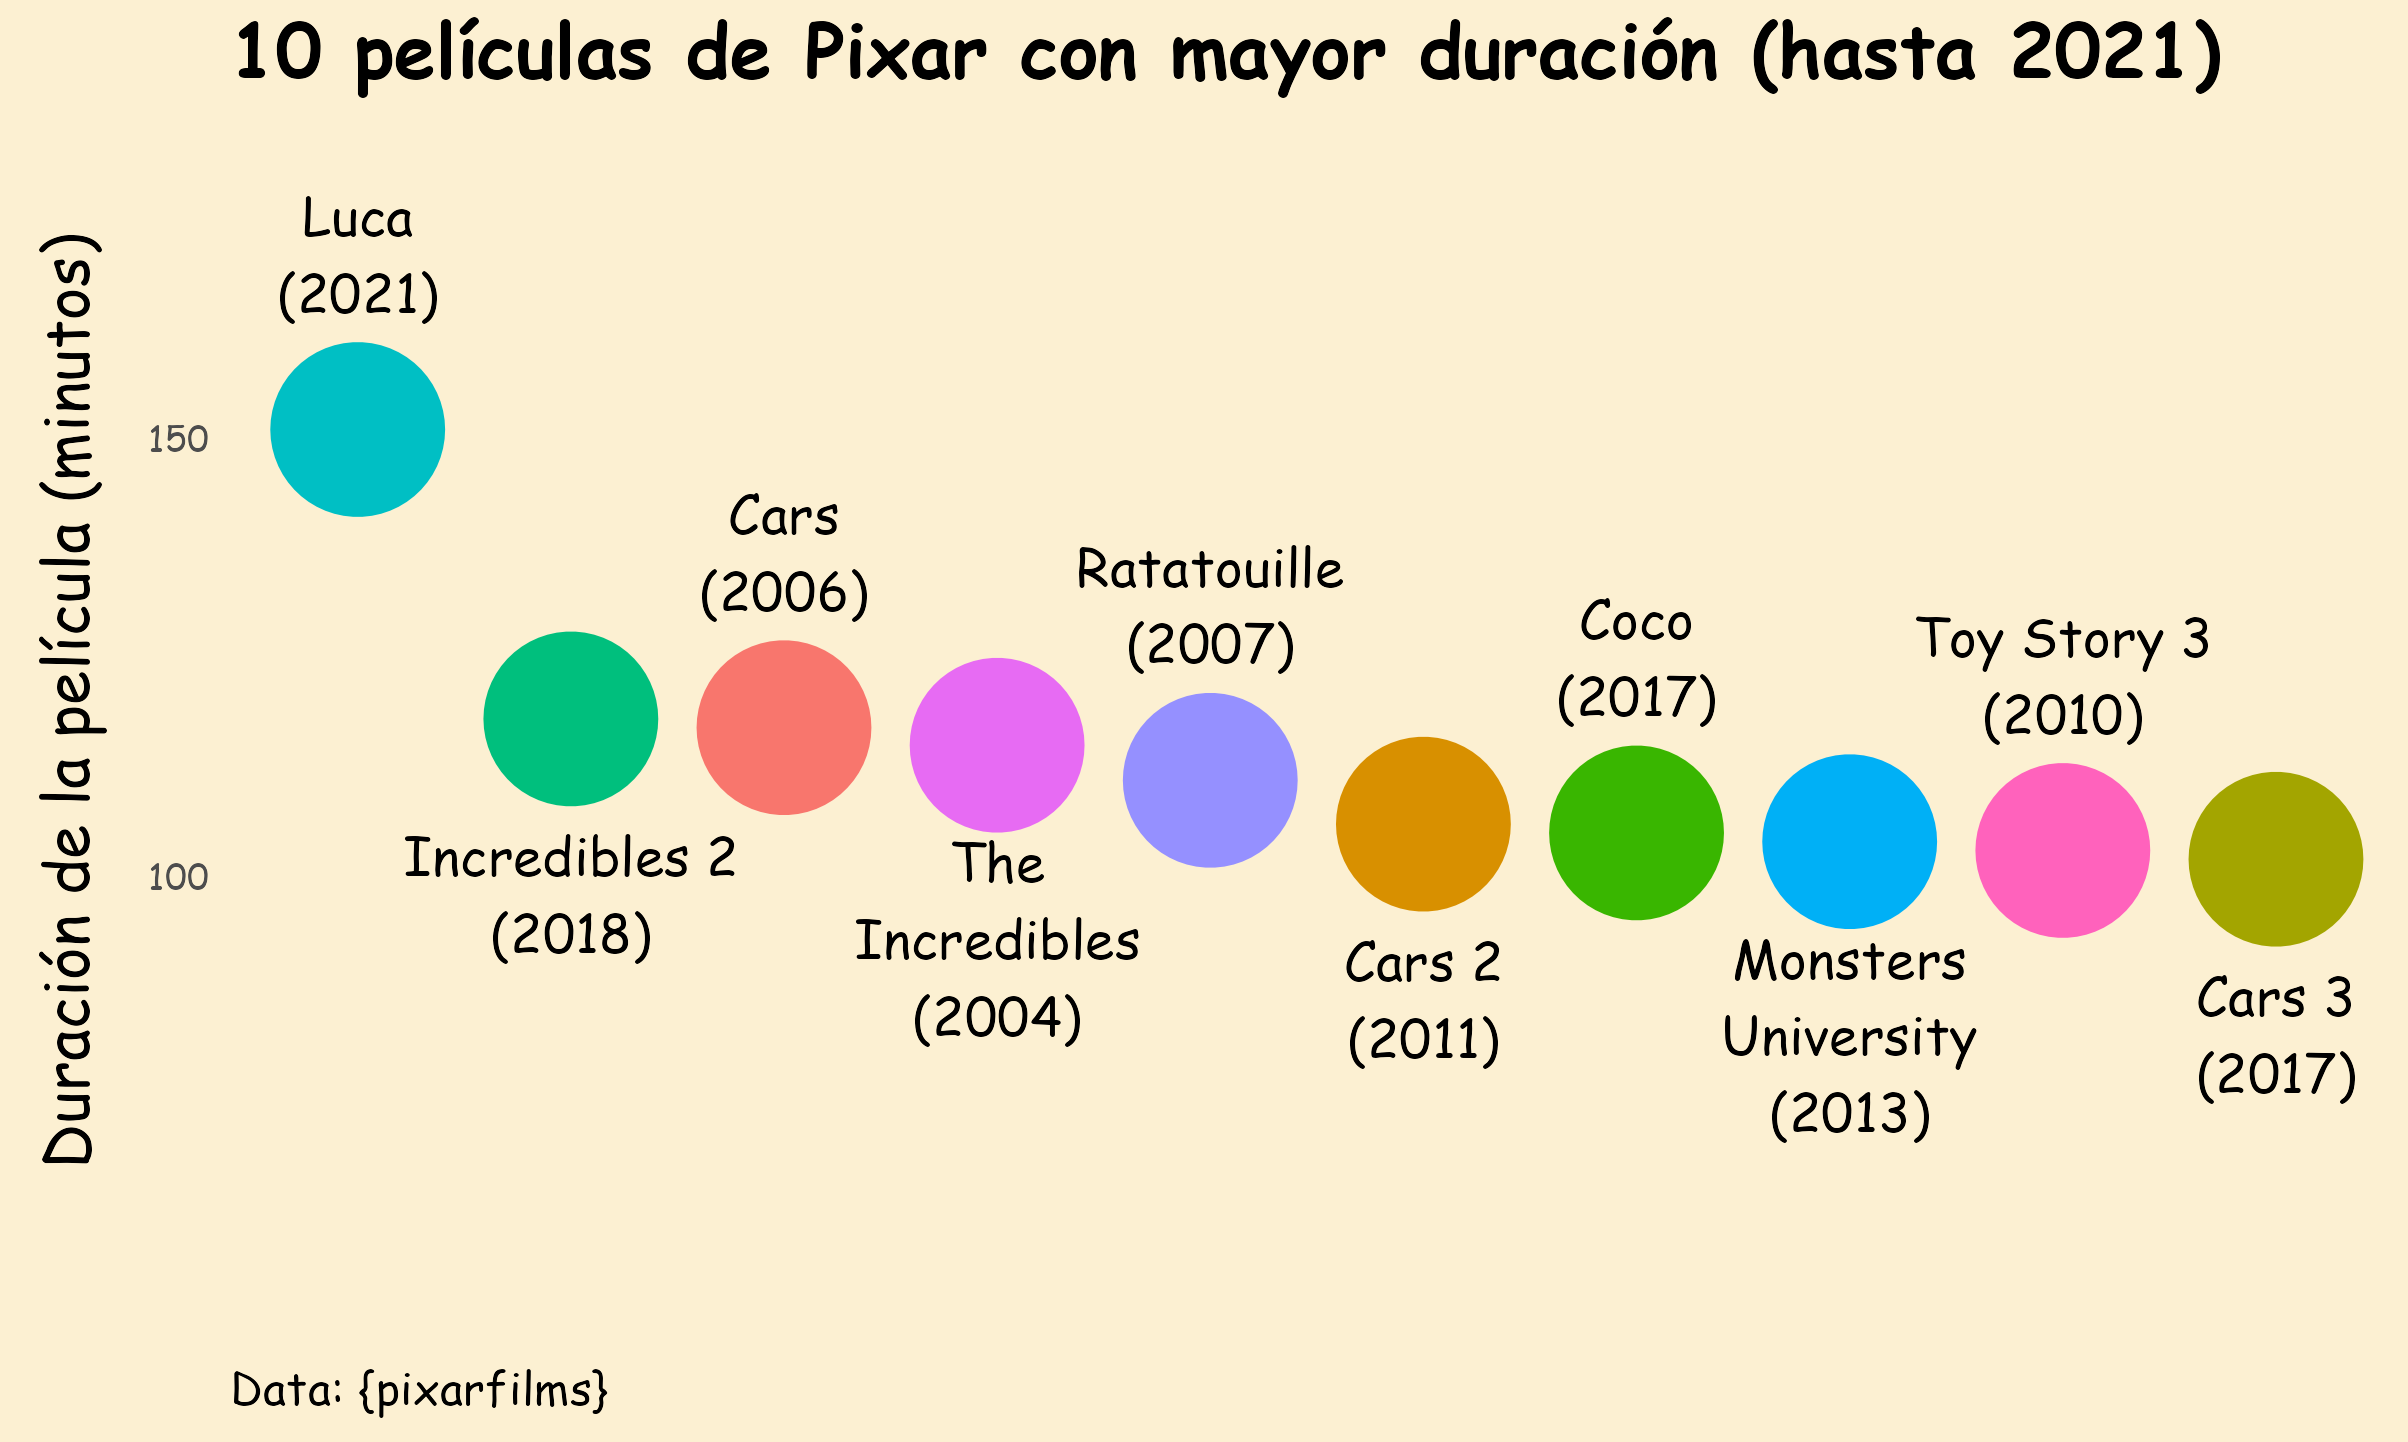 10 películas de Pixar con mayor duración (hasta 2021)
Duración de la película (minutos)
150
100
Luca
(2021)
Incredibles 2
(2018)
Cars
(2006)
The
Incredibles
(2004)
Ratatouille
(2007)
Cars 2
(2011)
Coco
(2017)
Monsters
University
(2013)
Toy Story 3
(2010)
Cars 3
(2017)
Data: {pixarfilms}